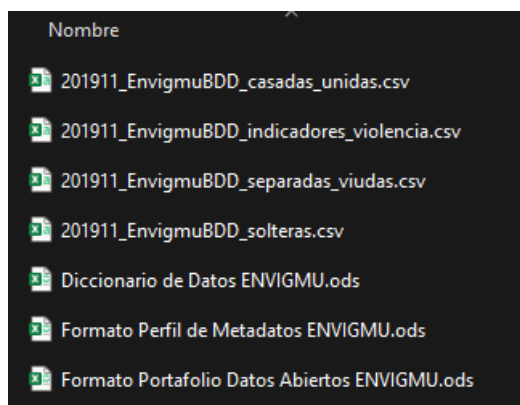 Nombre
201911_EnvigmuBDD_casadas_unidas.csv
201911_EnvigmuBDD_indicadores_violencia.csv
201911_EnvigmuBDD_separadas_viudas.csv
201911_EnvigmuBDD_solteras.csv
Diccionario de Datos ENVIGMU.ods
Formato Perfil de Metadatos ENVIGMU.ods
Formato Portafolio Datos Abiertos ENVIGMU.ods